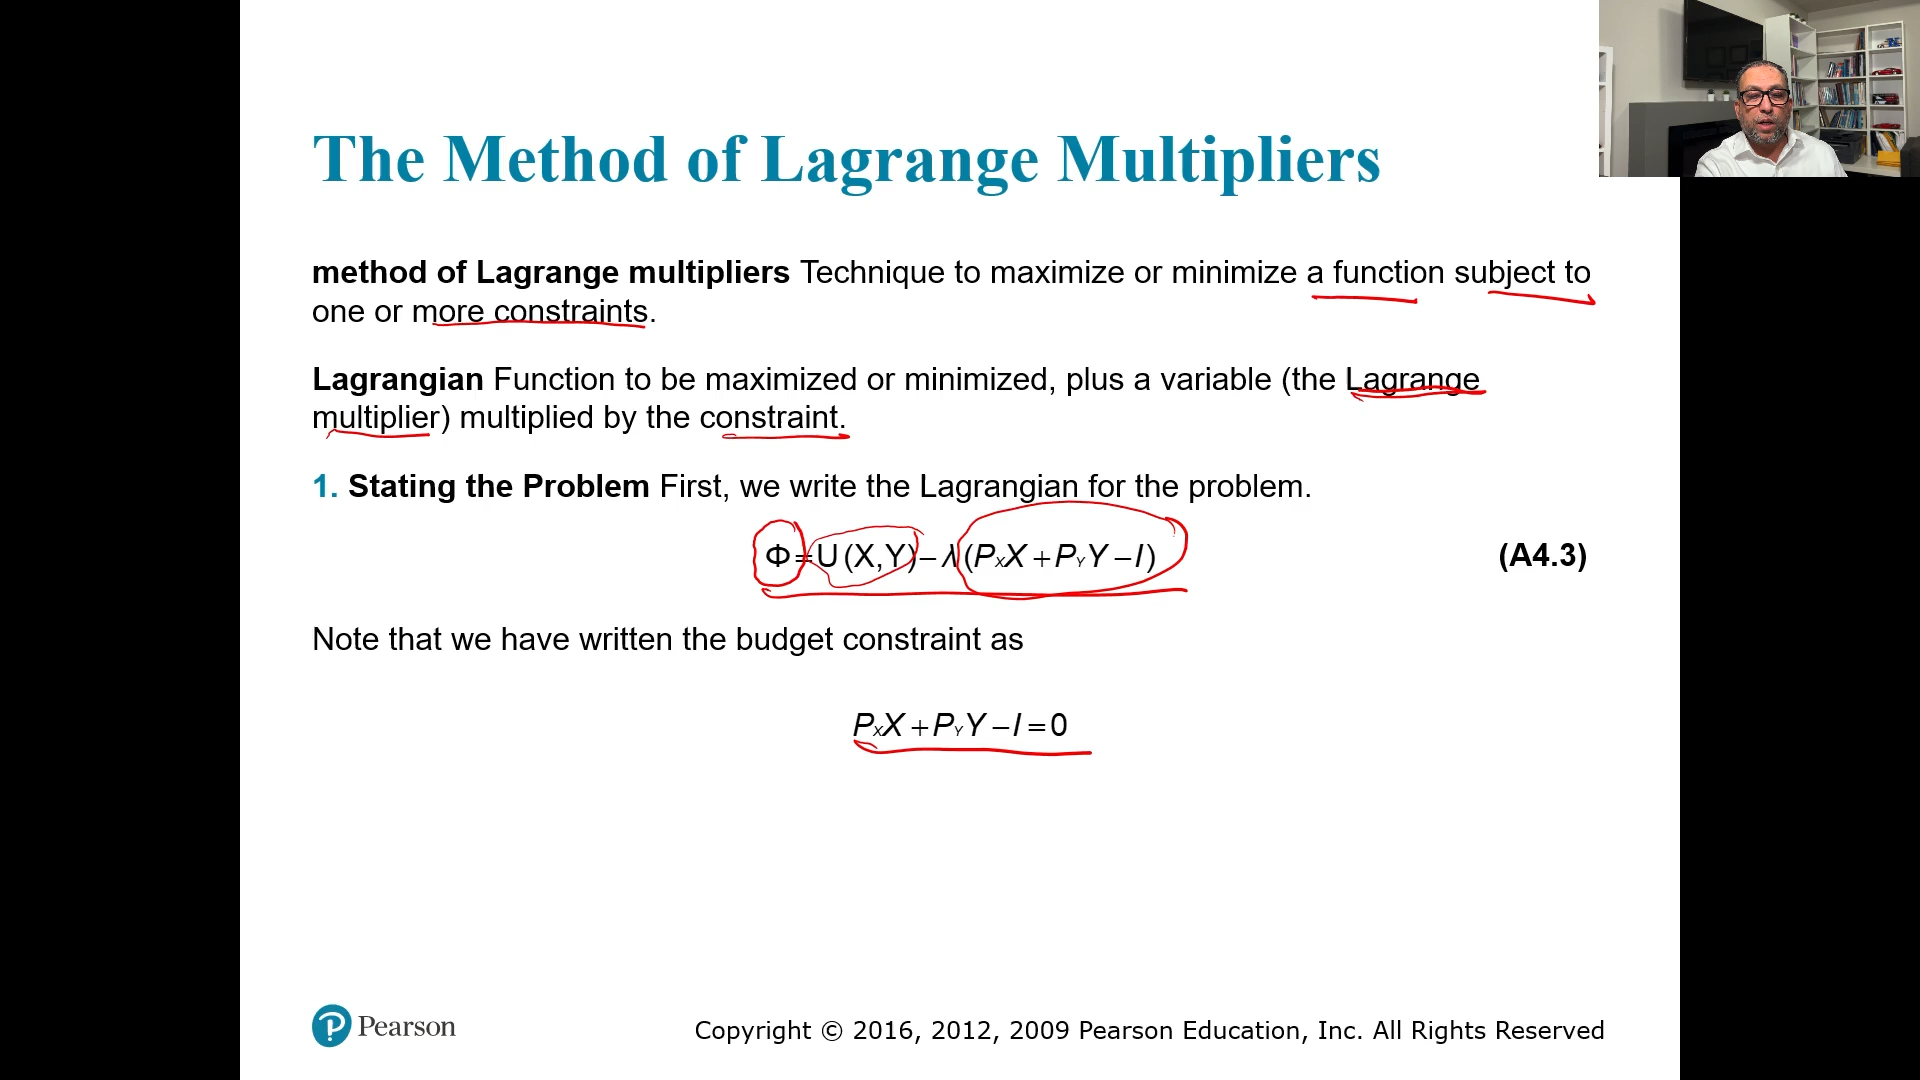 The Method of Lagrange Multipliers
method of Lagrange multipliers Technique to maximize or minimize a function subject to
one or more constraints.
Lagrangian Function to be maximized or minimized, plus a variable (the Lagrange
multiplier) multiplied by the constraint.
1. Stating the Problem First, we write the Lagrangian for the problem.
Φ=U(X,Y)−λ(PₓX+PᵧY−I) (A4.3)
Note that we have written the budget constraint as
PₓX+PᵧY−I=0
Pearson
Copyright © 2016, 2012, 2009 Pearson Education, Inc. All Rights Reserved